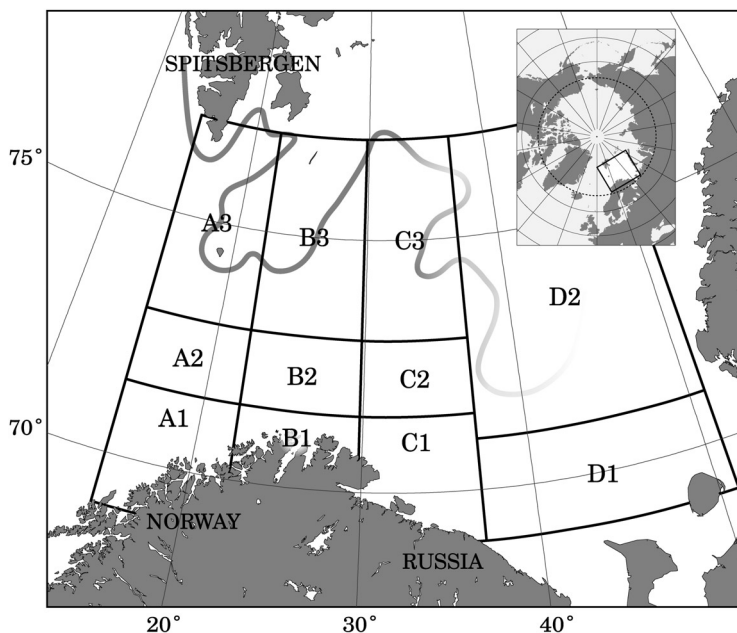 SPITSBERGEN
75°
A3
B3
C3
D2
A2
B2
C2
A1
B1
C1
D1
70°
NORWAY
RUSSIA
20°
30°
40°